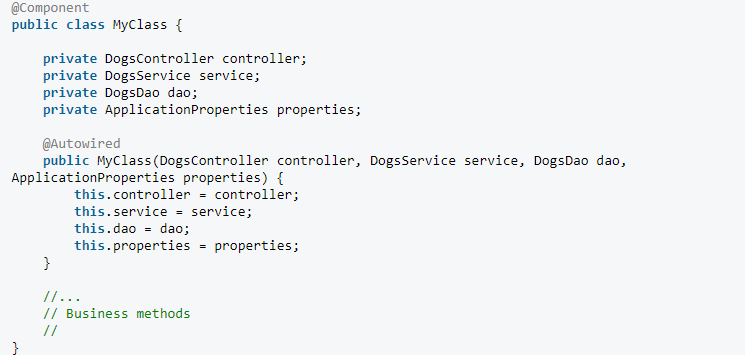 @Component
public class MyClass {
    private DogsController controller;
    private DogsService service;
    private DogsDao dao;
    private ApplicationProperties properties;
    @Autowired
    public MyClass(DogsController controller, DogsService service, DogsDao dao,
ApplicationProperties properties) {
        this.controller = controller;
        this.service = service;
        this.dao = dao;
        this.properties = properties;
    }
    //...
    // Business methods
    //
}